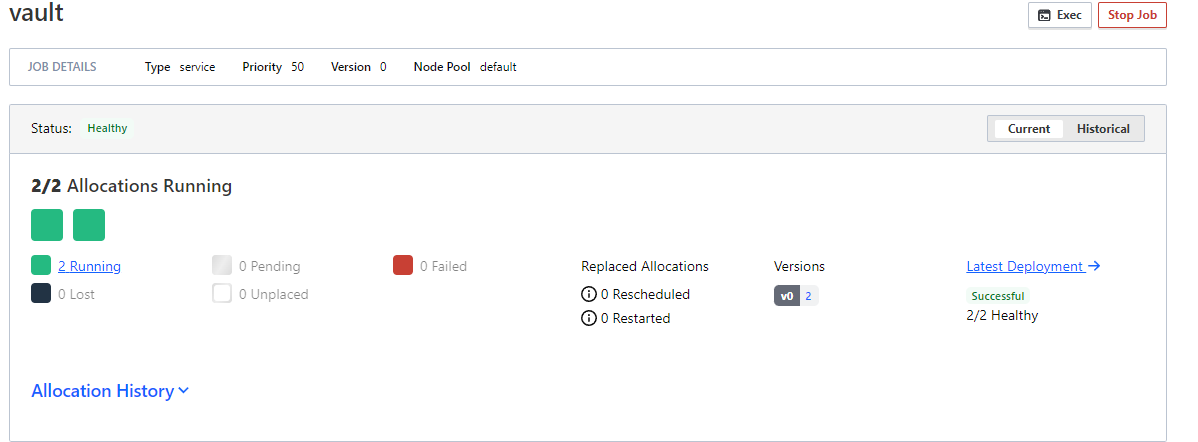 vault
Exec
Stop Job
JOB DETAILS Type service Priority 50 Version 0 Node Pool default
Status: Healthy
Current Historical
2/2 Allocations Running
2 Running 0 Pending 0 Failed
0 Lost 0 Unplaced
Replaced Allocations
0 Rescheduled
0 Restarted
Versions
v0 2
Latest Deployment
Successful
2/2 Healthy
Allocation History